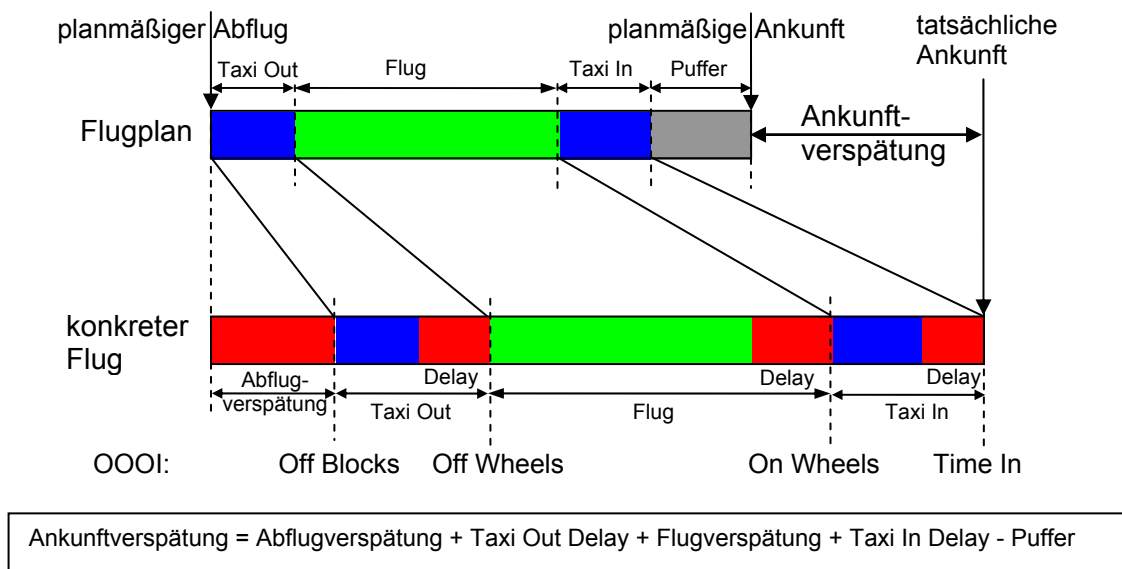 planmäßiger Abflug
planmäßige Ankunft
tatsächliche
Ankunft
Taxi Out
Flug
Taxi In
Puffer
Flugplan
Ankunft-
verspätung
konkreter
Flug
Abflug-
verspätung
Delay
Taxi Out
Flug
Delay
Taxi In
Delay
OOOI:
Off Blocks
Off Wheels
On Wheels
Time In
Ankunftverspätung = Abflugverspätung + Taxi Out Delay + Flugverspätung + Taxi In Delay - Puffer